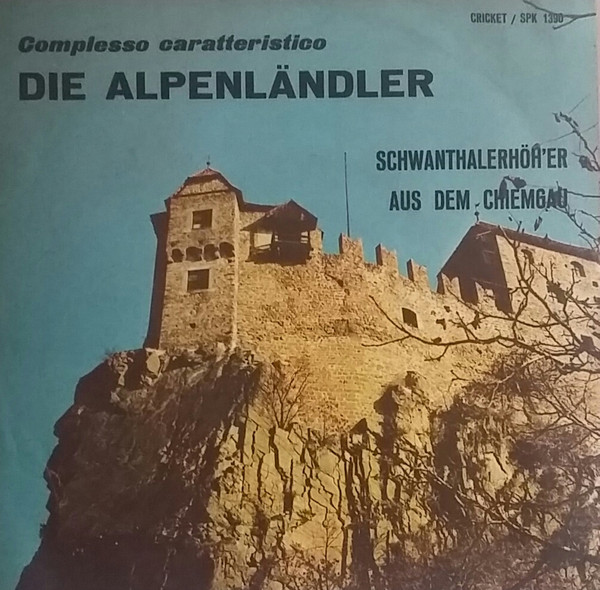 CRICKET / SPK 1390
Complesso caratteristico
DIE ALPENLÄNDLER
SCHWANTHALERHÖH'ER
AUS DEM CHIEMGAU